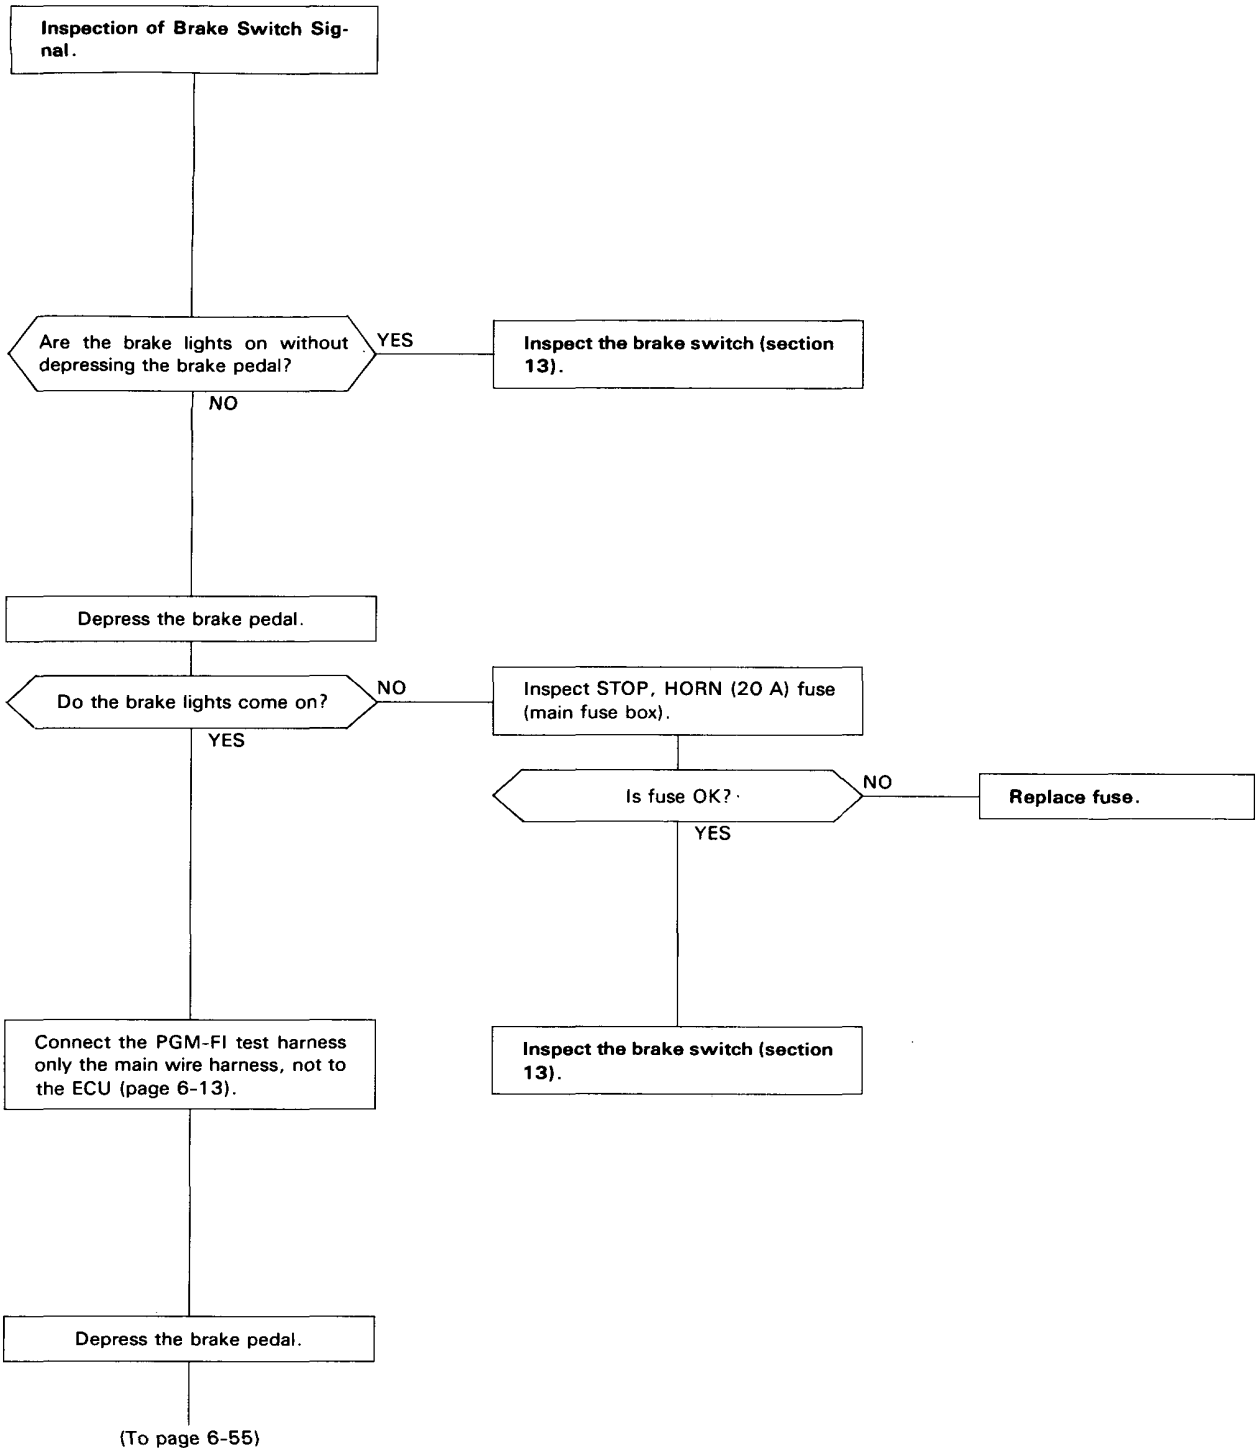 Inspection of Brake Switch Sig-
nal.
Are the brake lights on without
depressing the brake pedal?
YES
Inspect the brake switch (section
13).
NO
Depress the brake pedal.
Do the brake lights come on?
NO
Inspect STOP, HORN (20 A) fuse
(main fuse box).
YES
Is fuse OK?
NO
Replace fuse.
YES
Connect the PGM-FI test harness
only the main wire harness, not to
the ECU (page 6-13).
Inspect the brake switch (section
13).
Depress the brake pedal.
(To page 6-55)